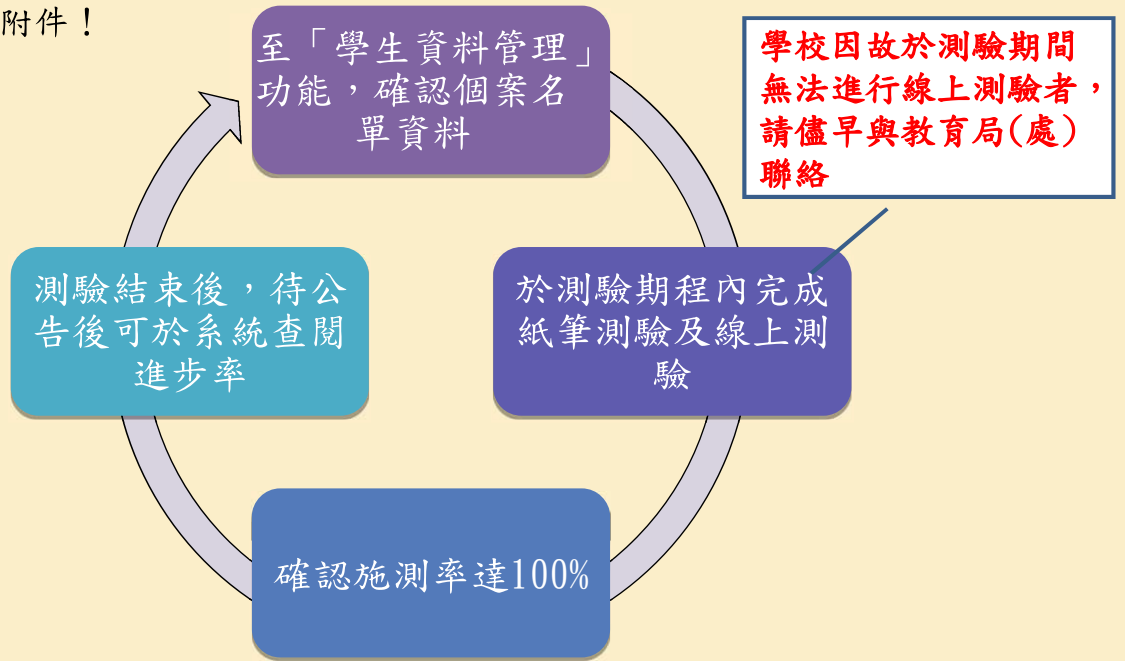 附件！
至「學生資料管理」
功能，確認個案名
單資料
學校因故於測驗期間
無法進行線上測驗者，
請儘早與教育局(處)
聯絡
於測驗期程內完成
紙筆測驗及線上測
驗
確認施測率達100%
測驗結束後，待公
告後可於系統查閱
進步率